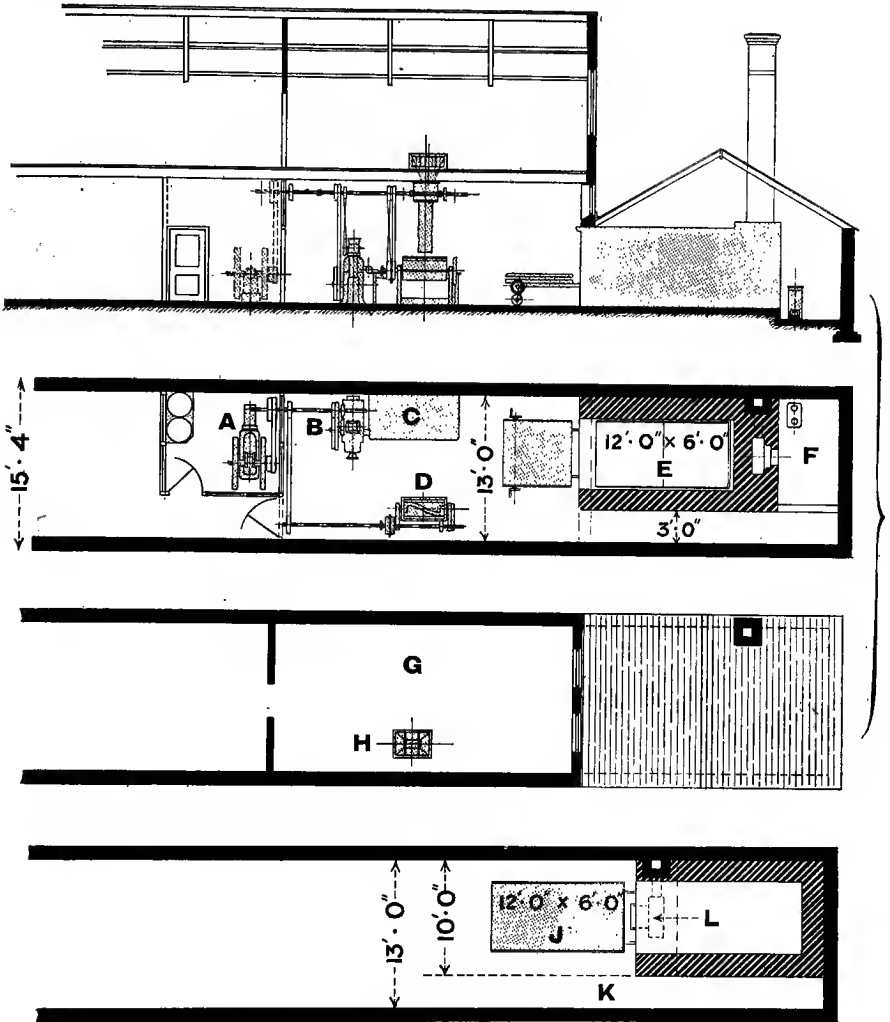 A
B
C
D
15'. 4"
13'. 0"
12'. 0" × 6'. 0"
E
F
3'. 0"
G
H
13'. 0"
10'. 0"
12'. 0" × 6'. 0"
J
L
K